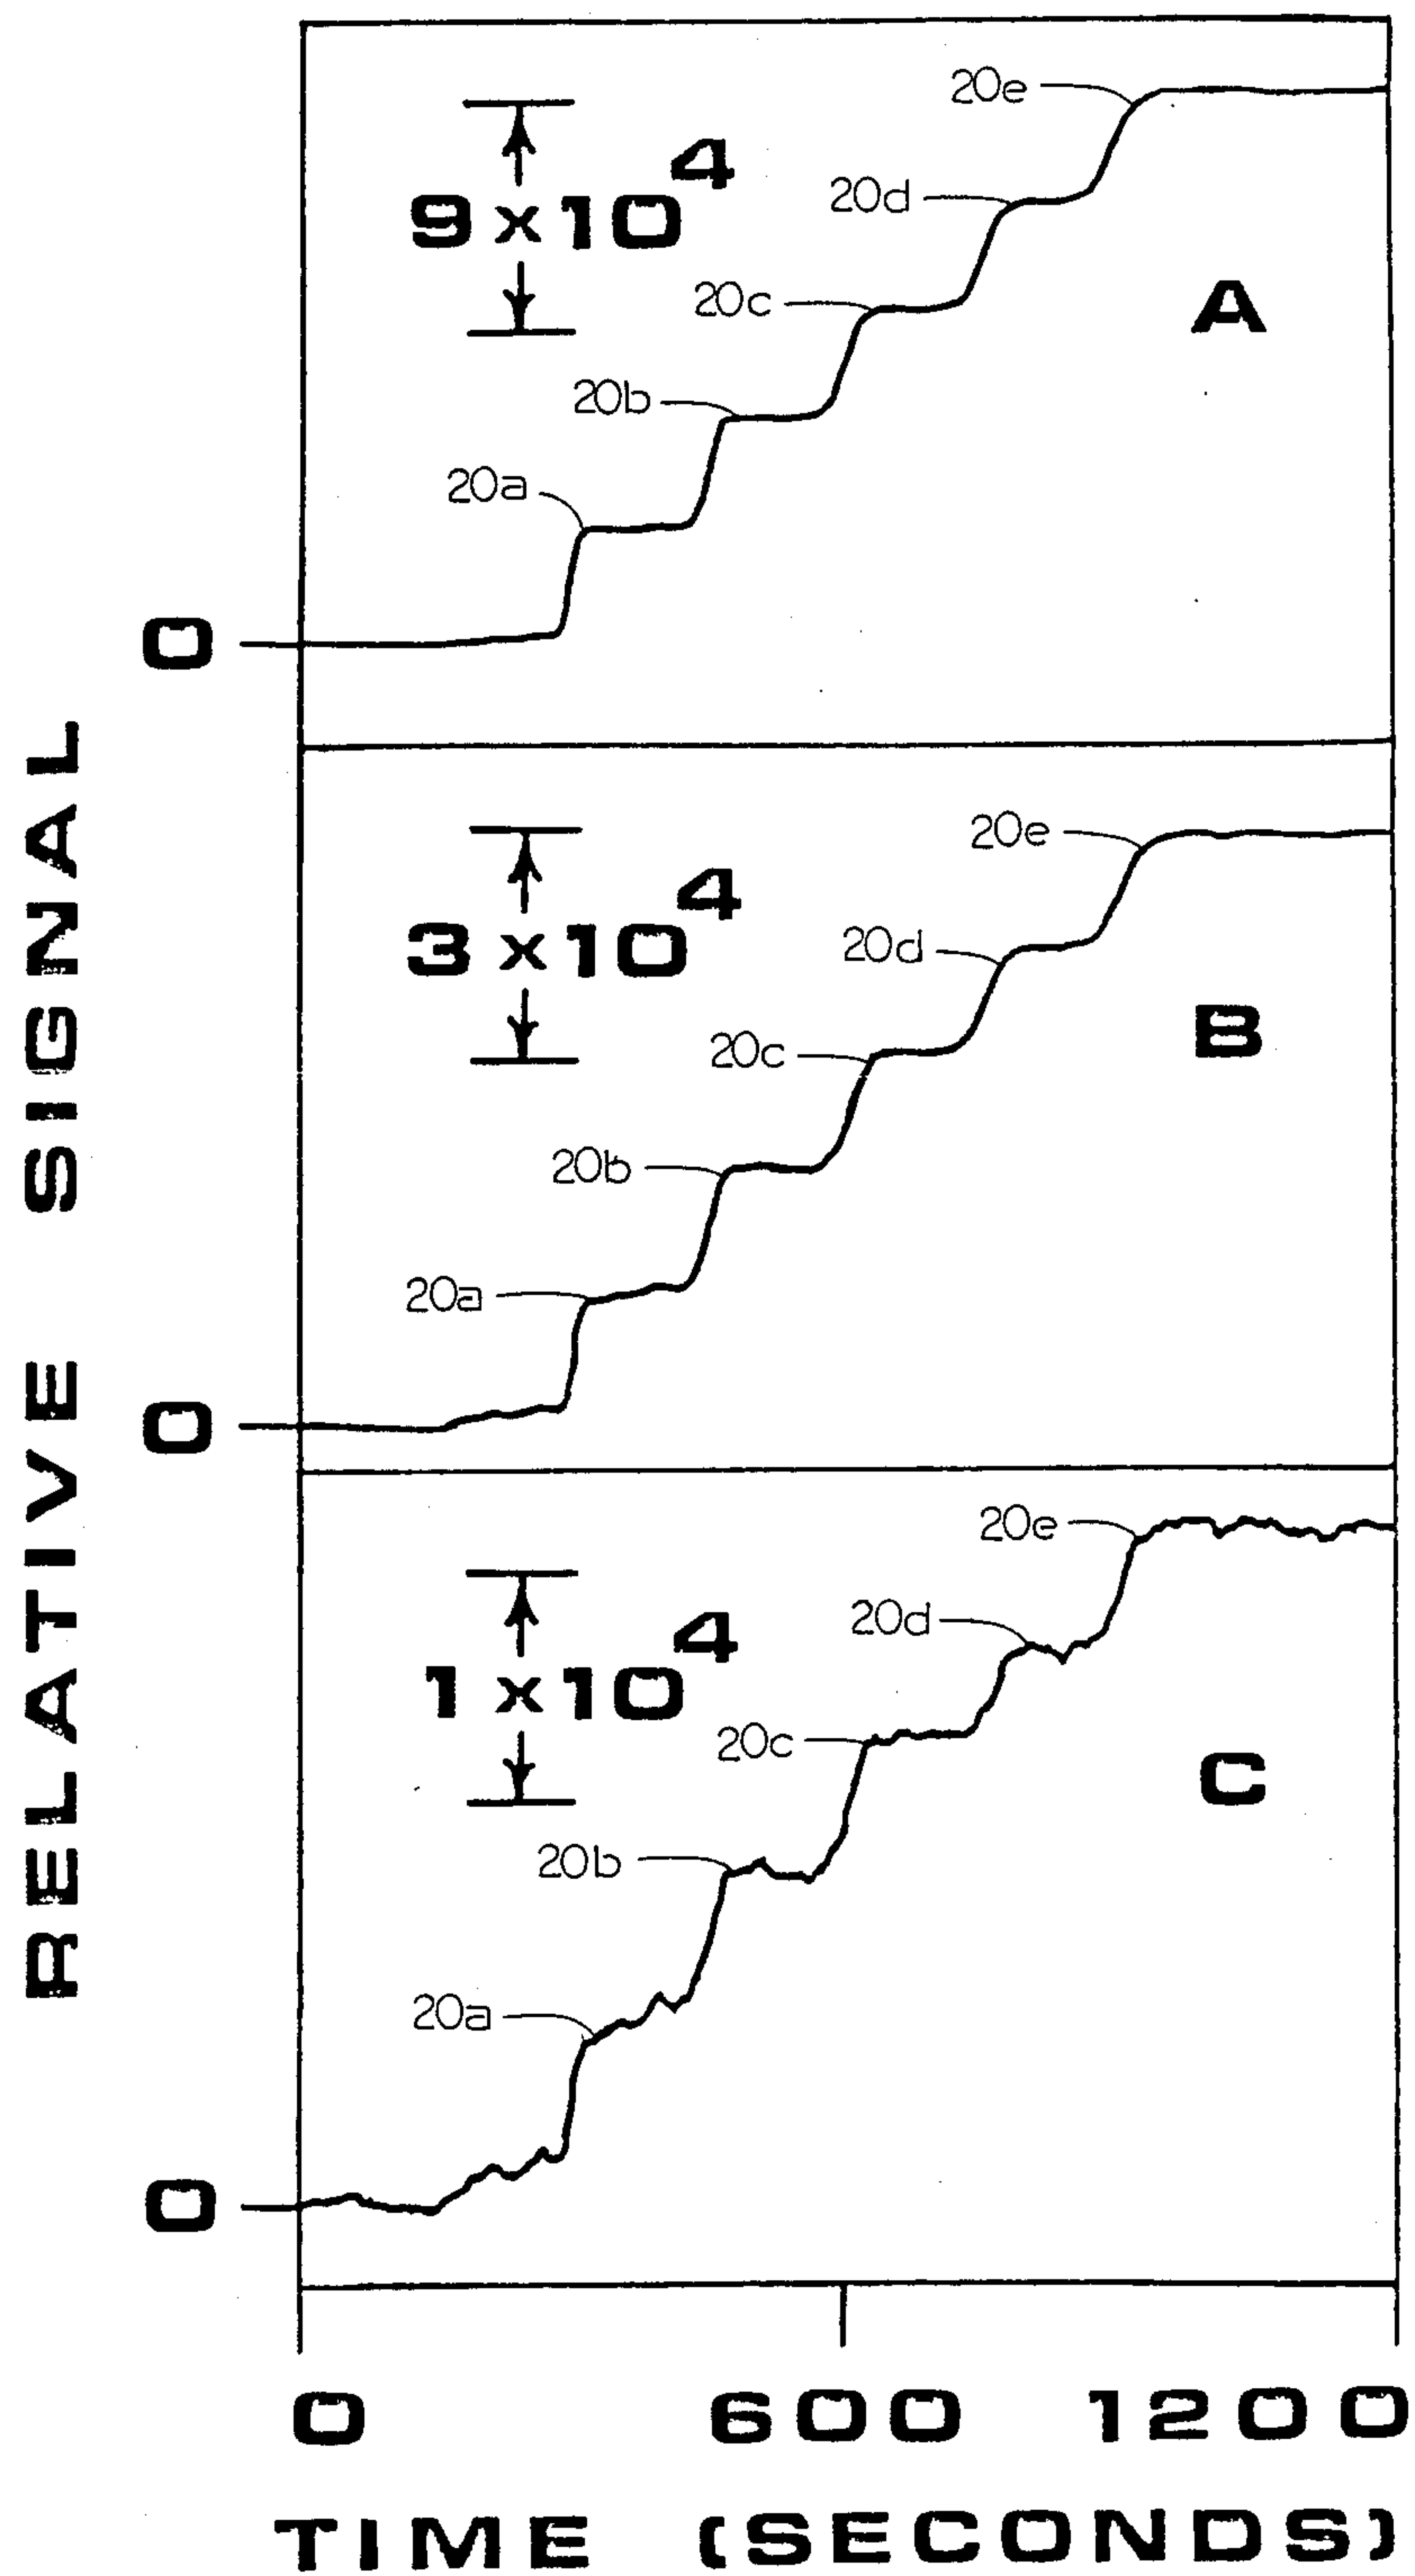 RELATIVE SIGNAL
20e
9 x 10^4
20d
20c
A
20b
20a
0
20e
3 x 10^4
20d
B
20c
20b
20a
0
20e
20d
1 x 10^4
20c
C
20b
20a
0
0 600 1200
TIME (SECONDS)